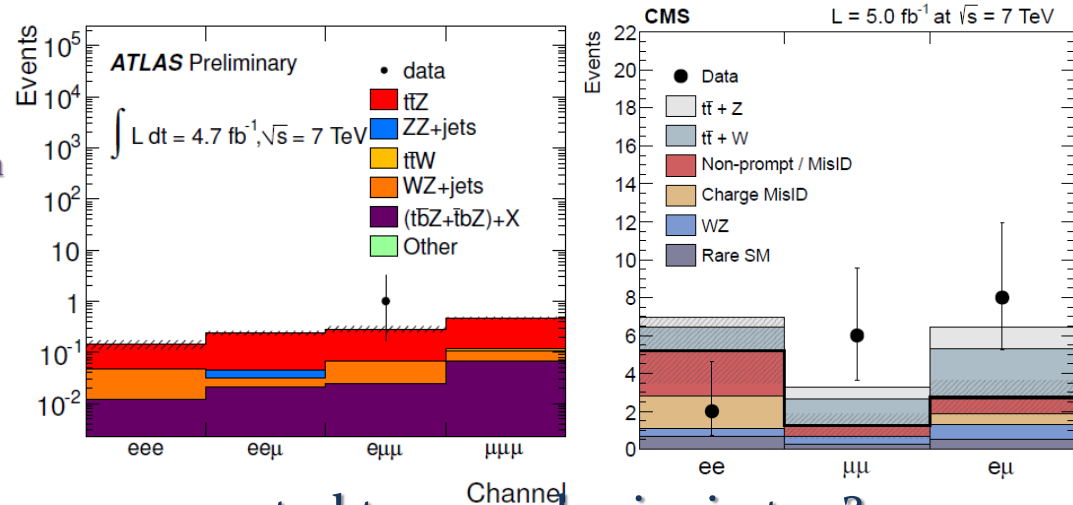 ATLAS Preliminary
∫ L dt = 4.7 fb⁻¹,√s = 7 TeV
Events
10⁵
10⁴
10³
10²
10
1
10⁻¹
10⁻²
data
tt̄Z
ZZ+jets
tt̄W
WZ+jets
(tb̄Z+t̄bZ)+X
Other
eee eeμ eμμ μμμ
Channel
CMS L = 5.0 fb⁻¹ at √s = 7 TeV
Events
22
20
18
16
14
12
10
8
6
4
2
0
Data
tt̄ + Z
tt̄ + W
Non-prompt / MisID
Charge MisID
WZ
Rare SM
ee μμ eμ